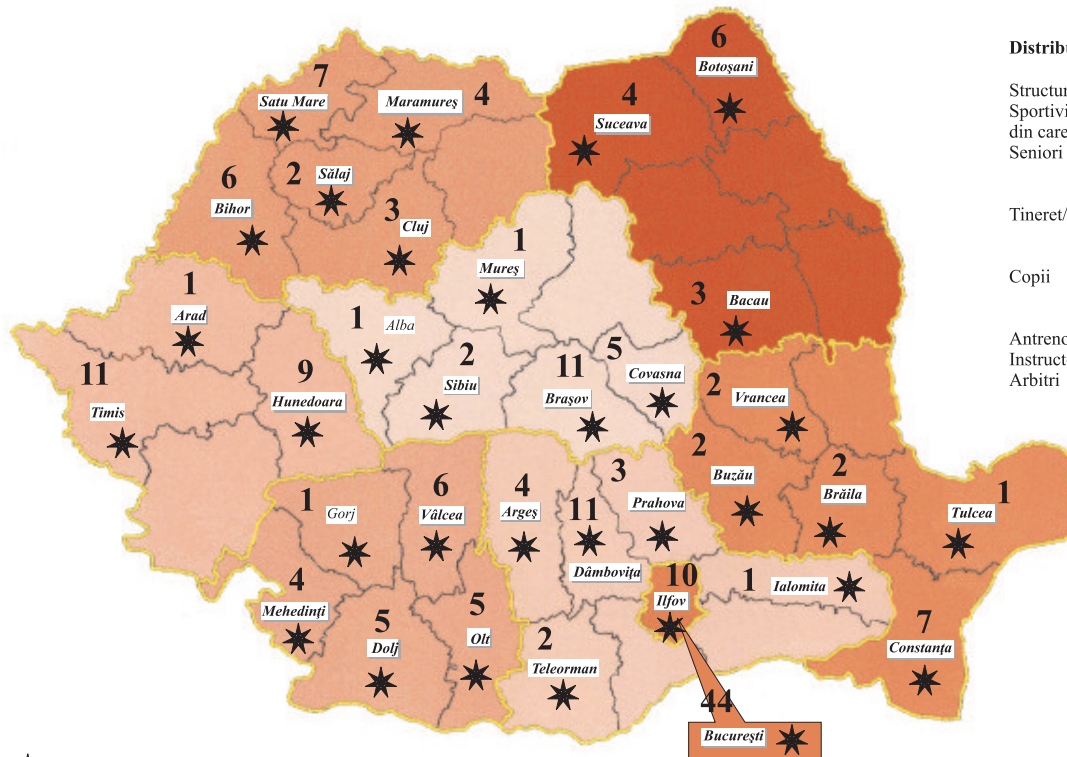 6
Botoşani
7
Satu Mare
Maramureş
4
4
Suceava
2
Sălaj
6
Bihor
3
Cluj
1
Mureş
3
Bacau
1
Arad
1
Alba
2
Sibiu
11
Braşov
5
Covasna
11
Timis
9
Hunedoara
2
Vrancea
2
Buzău
2
Brăila
1
Tulcea
1
Gorj
6
Vâlcea
4
Argeş
11
Dâmboviţa
3
Prahova
10
Ilfov
1
Ialomita
4
Mehedinţi
5
Dolj
5
Olt
2
Teleorman
7
Constanţa
44
Bucureşti
Distribu
Structur
Sportivi
din care
Seniori
Tineret/
Copii
Antreno
Instructo
Arbitri